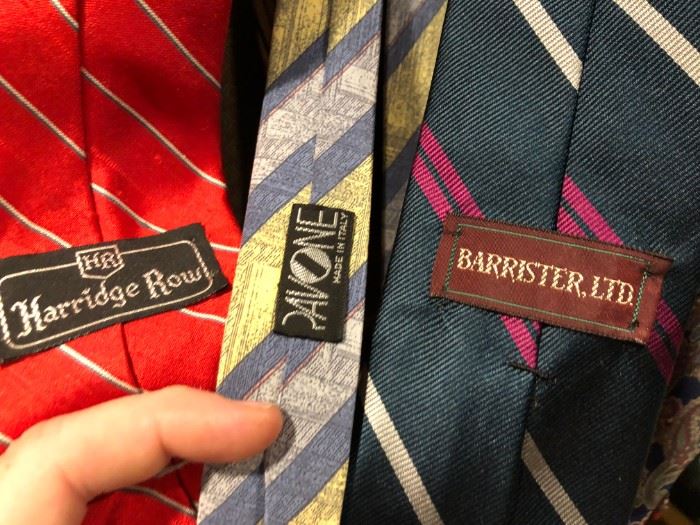 HR
Harridge Row
PAVONE
MADE IN ITALY
BARRISTER, LTD.